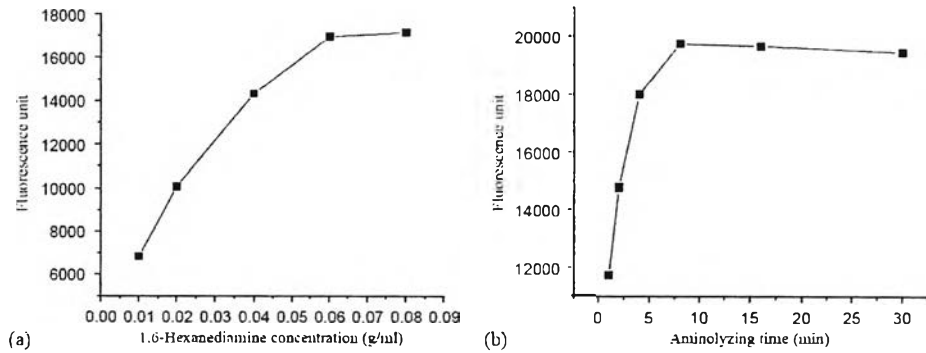 18000
16000
14000
12000
10000
8000
6000
Fluorescence unit
0.00 0.01 0.02 0.03 0.04 0.05 0.06 0.07 0.08 0.09
(a)
1.6-Hexanediamine concentration (g/ml)
20000
18000
16000
14000
12000
Fluorescence unit
0 5 10 15 20 25 30
(b)
Aminolyzing time (min)